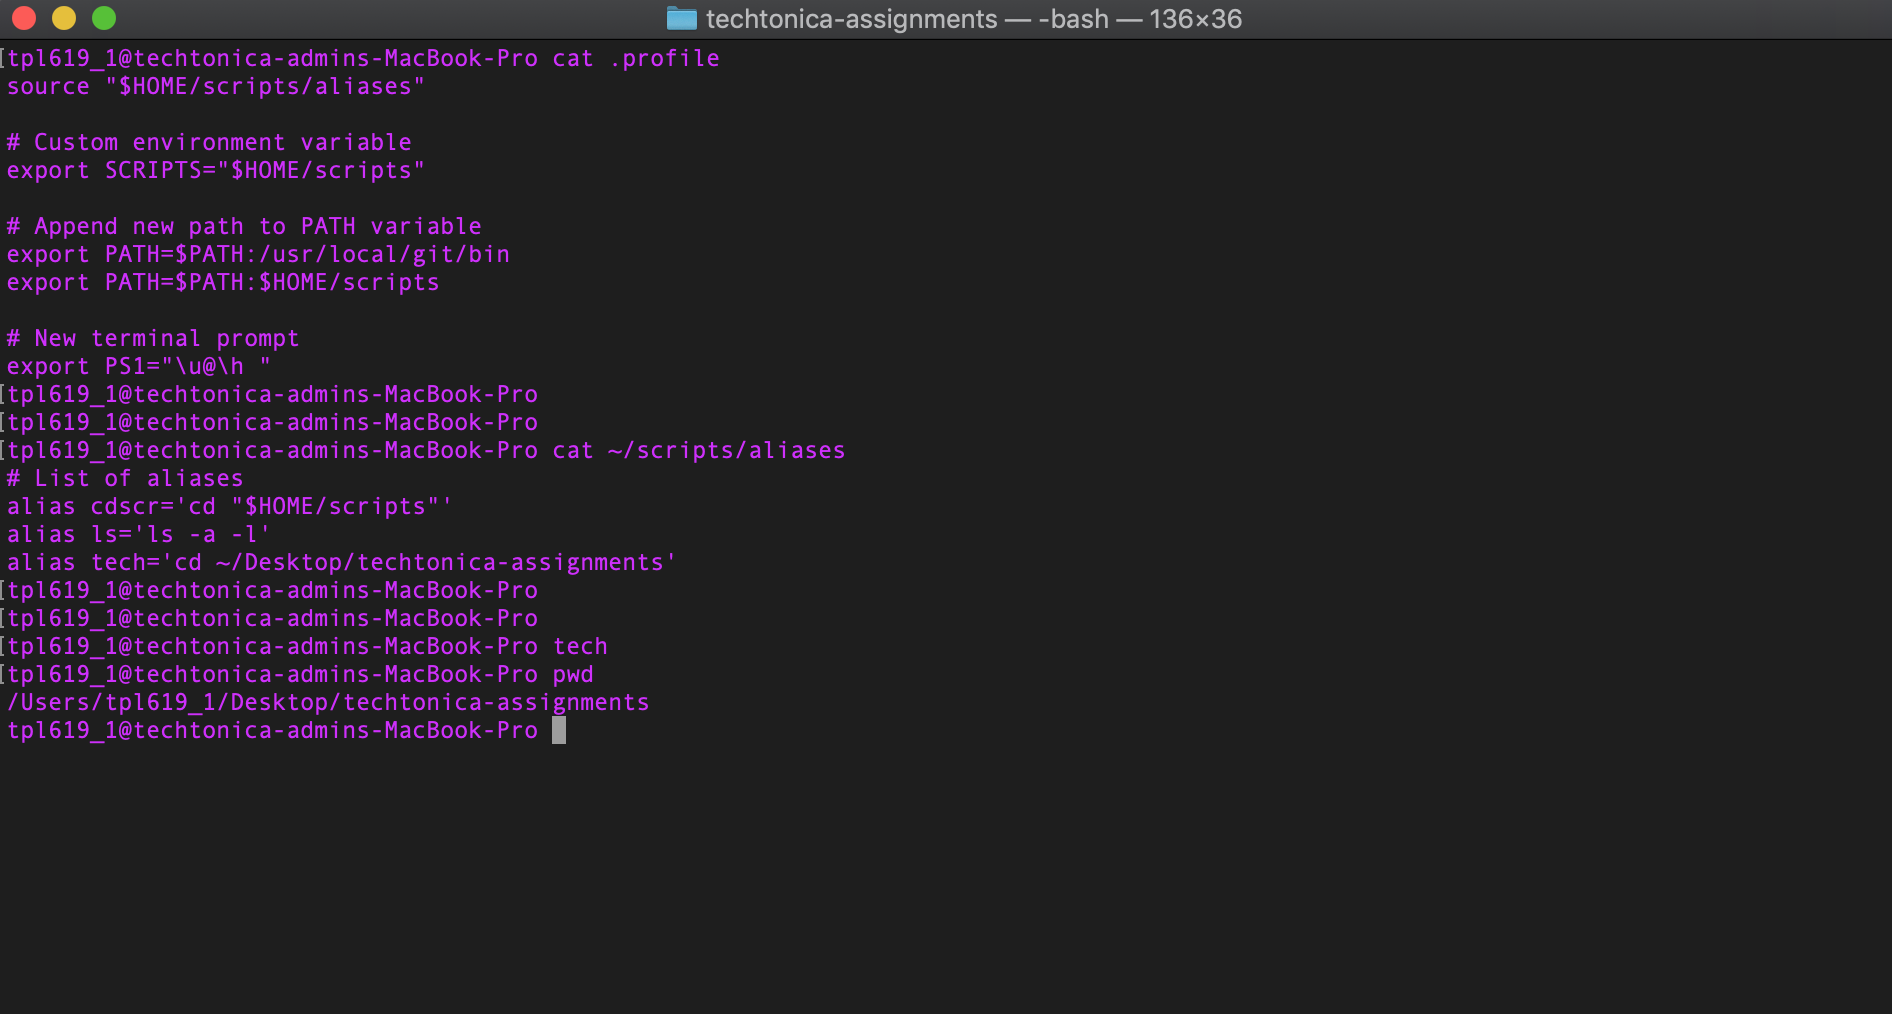 techtonica-assignments — -bash — 136×36
[tpl619_1@techtonica-admins-MacBook-Pro cat .profile
source "$HOME/scripts/aliases"
# Custom environment variable
export SCRIPTS="$HOME/scripts"
# Append new path to PATH variable
export PATH=$PATH:/usr/local/git/bin
export PATH=$PATH:$HOME/scripts
# New terminal prompt
export PS1="\u@\h "
[tpl619_1@techtonica-admins-MacBook-Pro
[tpl619_1@techtonica-admins-MacBook-Pro
[tpl619_1@techtonica-admins-MacBook-Pro cat ~/scripts/aliases
# List of aliases
alias cdscr='cd "$HOME/scripts"'
alias ls='ls -a -l'
alias tech='cd ~/Desktop/techtonica-assignments'
[tpl619_1@techtonica-admins-MacBook-Pro
[tpl619_1@techtonica-admins-MacBook-Pro
[tpl619_1@techtonica-admins-MacBook-Pro tech
[tpl619_1@techtonica-admins-MacBook-Pro pwd
/Users/tpl619_1/Desktop/techtonica-assignments
tpl619_1@techtonica-admins-MacBook-Pro